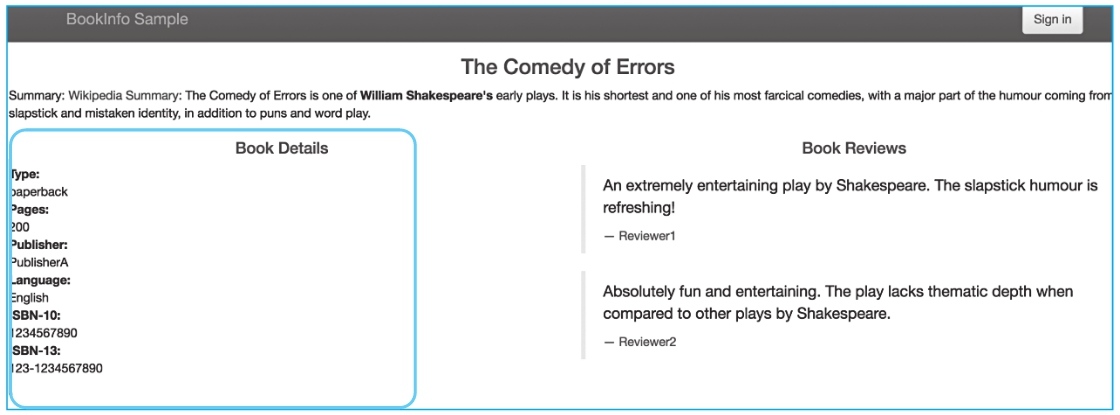 BookInfo Sample
Sign in
The Comedy of Errors
Summary: Wikipedia Summary: The Comedy of Errors is one of William Shakespeare's early plays. It is his shortest and one of his most farcical comedies, with a major part of the humour coming from
slapstick and mistaken identity, in addition to puns and word play.
Book Details
Type:
paperback
Pages:
200
Publisher:
PublisherA
Language:
English
ISBN-10:
1234567890
ISBN-13:
123-1234567890
Book Reviews
An extremely entertaining play by Shakespeare. The slapstick humour is
refreshing!
— Reviewer1
Absolutely fun and entertaining. The play lacks thematic depth when
compared to other plays by Shakespeare.
— Reviewer2